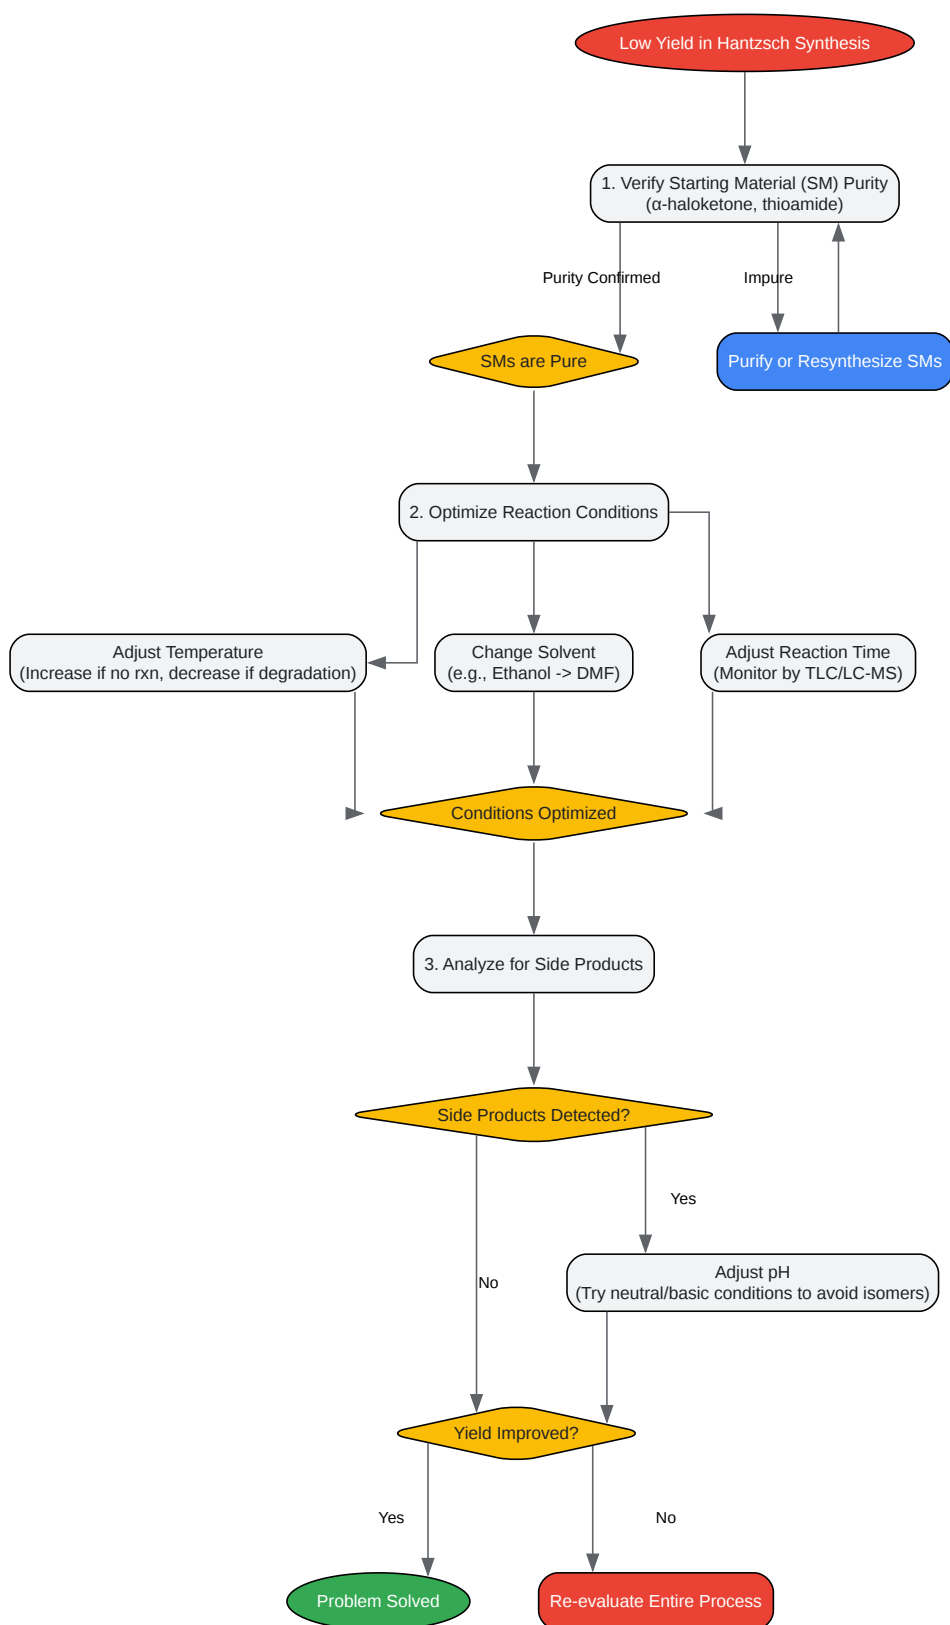 Low Yield in Hantzsch Synthesis
1. Verify Starting Material (SM) Purity
(α-haloketone, thioamide)
Purity Confirmed
Impure
SMs are Pure
Purify or Resynthesize SMs
2. Optimize Reaction Conditions
Adjust Temperature
(Increase if no rxn, decrease if degradation)
Change Solvent
(e.g., Ethanol -> DMF)
Adjust Reaction Time
(Monitor by TLC/LC-MS)
Conditions Optimized
3. Analyze for Side Products
Side Products Detected?
Yes
No
Adjust pH
(Try neutral/basic conditions to avoid isomers)
Yield Improved?
Yes
No
Problem Solved
Re-evaluate Entire Process